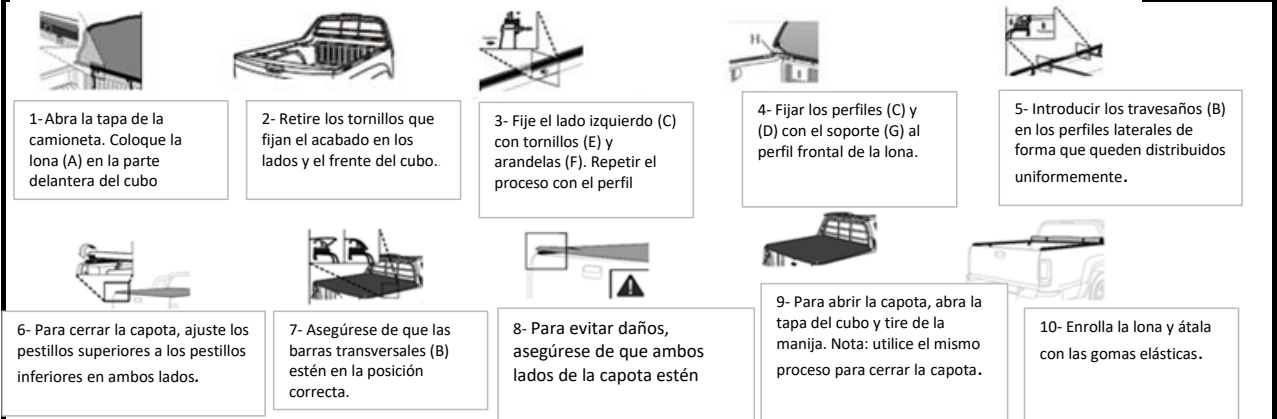 1-Abra la tapa de la
camioneta. Coloque la
lona (A) en la parte
delantera del cubo
2- Retire los tornillos que
fijan el acabado en los
lados y el frente del cubo..
3- Fije el lado izquierdo (C)
con tornillos (E) y
arandelas (F). Repetir el
proceso con el perfil
H
4- Fijar los perfiles (C) y
(D) con el soporte (G) al
perfil frontal de la lona.
5- Introducir los travesaños (B)
en los perfiles laterales de
forma que queden distribuidos
uniformemente.
6- Para cerrar la capota, ajuste los
pestillos superiores a los pestillos
inferiores en ambos lados.
7- Asegúrese de que las
barras transversales (B)
estén en la posición
correcta.
8- Para evitar daños,
asegúrese de que ambos
lados de la capota estén
9- Para abrir la capota, abra la
tapa del cubo y tire de la
manija. Nota: utilice el mismo
proceso para cerrar la capota.
10- Enrolla la lona y átala
con las gomas elásticas.